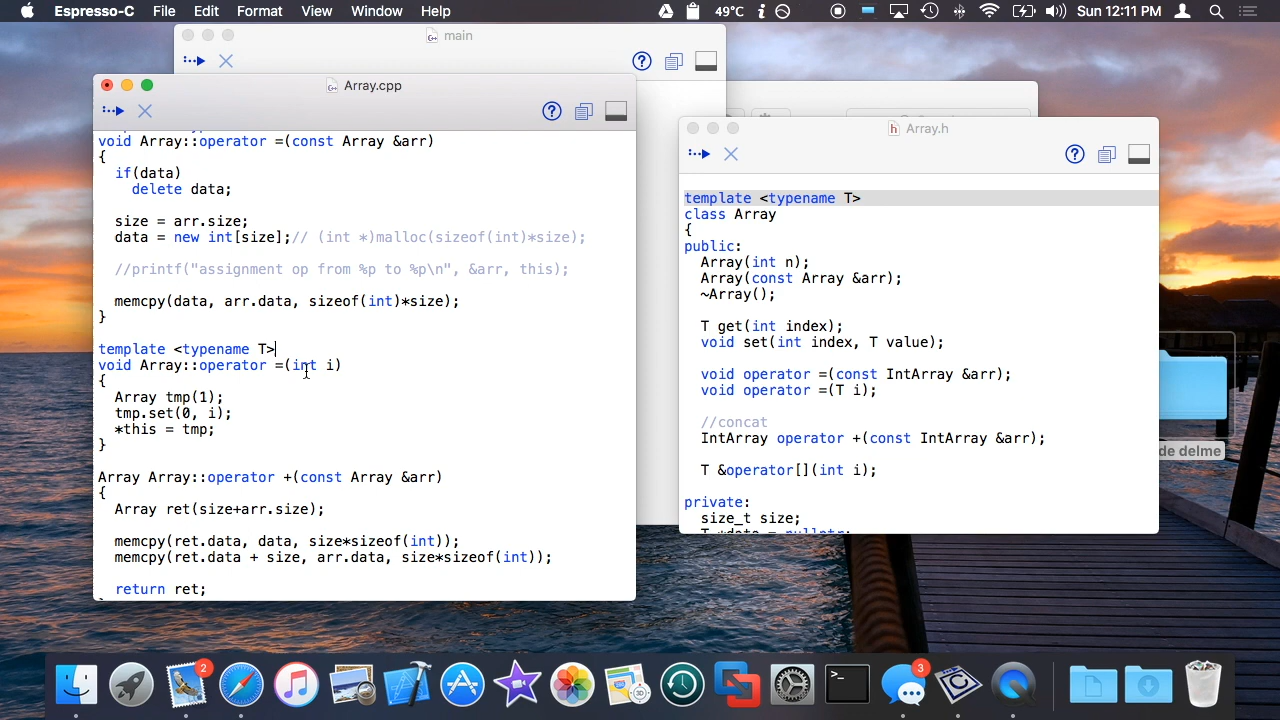 Espresso-C File Edit Format View Window Help 49°C Sun 12:11 PM
main
Array.cpp
void Array::operator =(const Array &arr)
{
if(data)
delete data;
size = arr.size;
data = new int[size];// (int *)malloc(sizeof(int)*size);
//printf("assignment op from %p to %p\n", &arr, this);
memcpy(data, arr.data, sizeof(int)*size);
}
template <typename T>
void Array::operator =(int i)
{
Array tmp(1);
tmp.set(0, i);
*this = tmp;
}
Array Array::operator +(const Array &arr)
{
Array ret(size+arr.size);
memcpy(ret.data, data, size*sizeof(int));
memcpy(ret.data + size, arr.data, size*sizeof(int));
return ret;
Array.h
template <typename T>
class Array
{
public:
Array(int n);
Array(const Array &arr);
~Array();
T get(int index);
void set(int index, T value);
void operator =(const IntArray &arr);
void operator =(T i);
//concat
IntArray operator +(const IntArray &arr);
T &operator[](int i);
private:
size_t size;
T *data = nullptr;
de delme
2
3